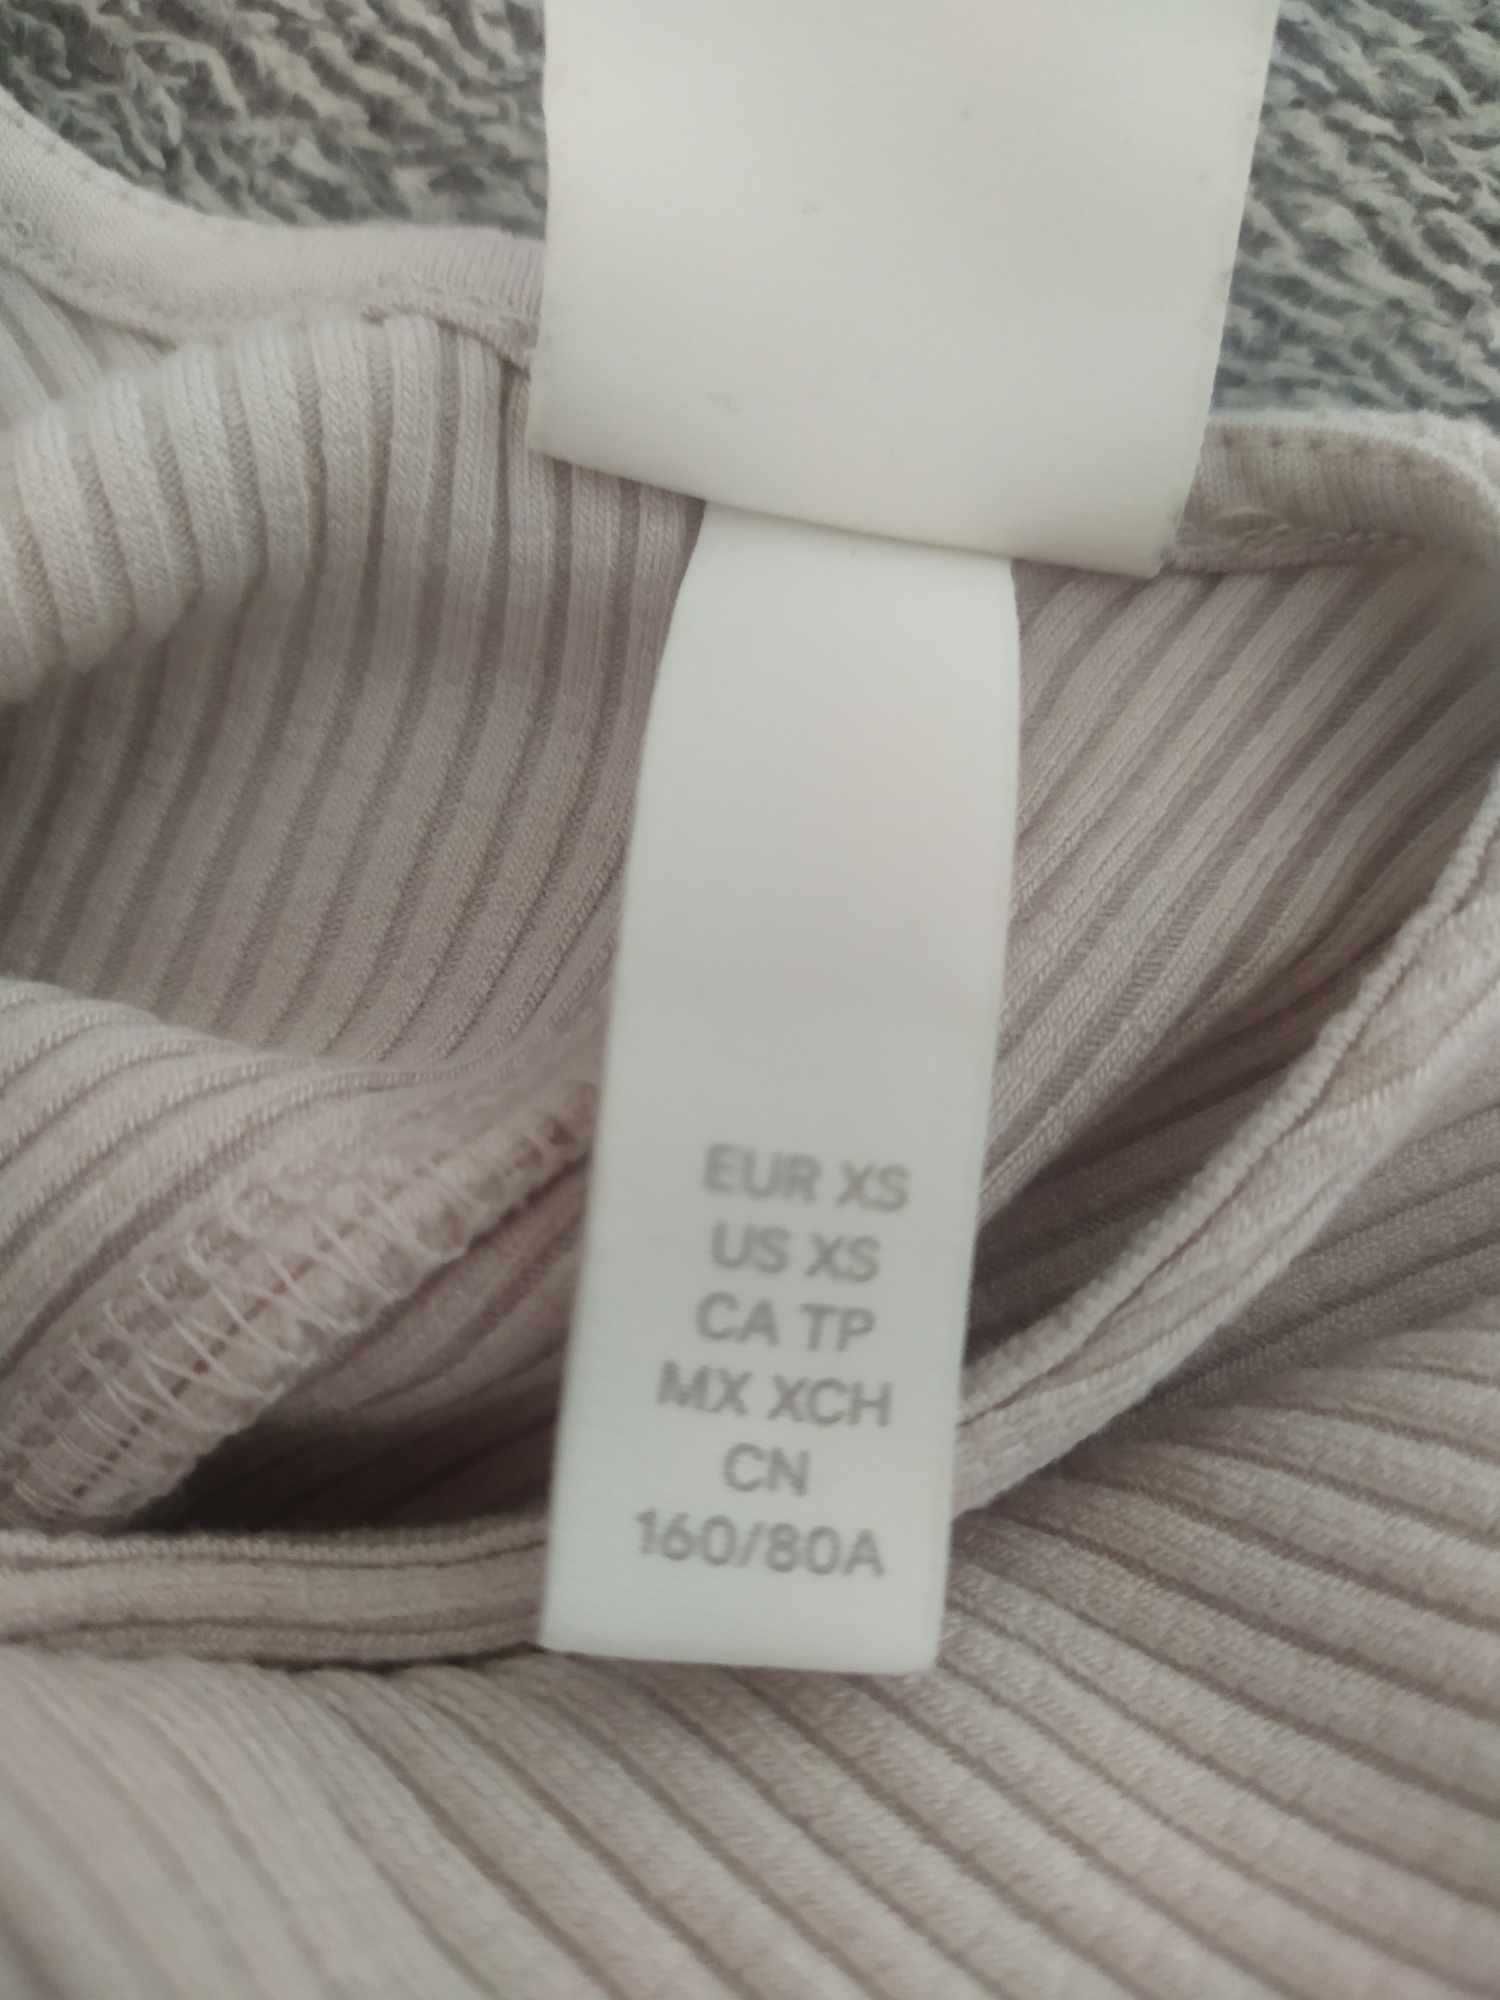 EUR XS
US XS
CA TP
MX XCH
CN
160/80A